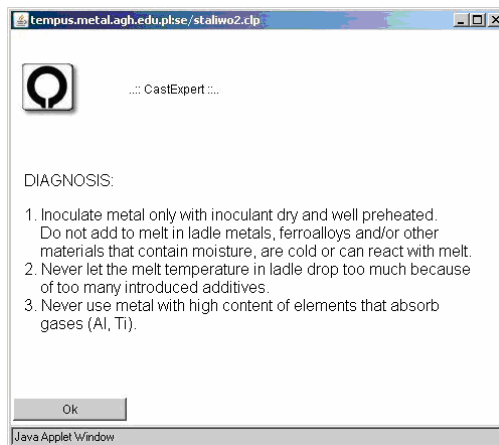 tempus.metal.agh.edu.pl:se/staliwo2.clp
..:: CastExpert ::..
DIAGNOSIS:
1. Inoculate metal only with inoculant dry and well preheated.
Do not add to melt in ladle metals, ferroalloys and/or other
materials that contain moisture, are cold or can react with melt.
2. Never let the melt temperature in ladle drop too much because
of too many introduced additives.
3. Never use metal with high content of elements that absorb
gases (Al, Ti).
Ok
Java Applet Window